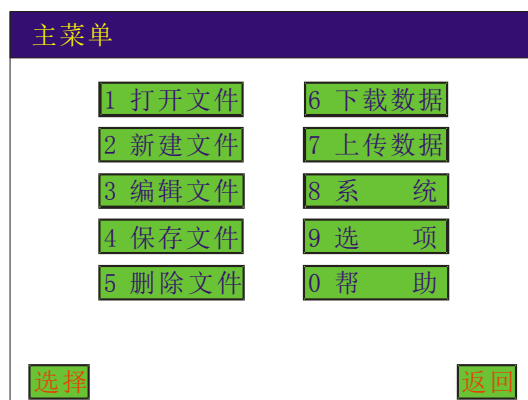 主菜单
1 打开文件
2 新建文件
3 编辑文件
4 保存文件
5 删除文件
6 下载数据
7 上传数据
8 系 统
9 选 项
0 帮 助
选择
返回